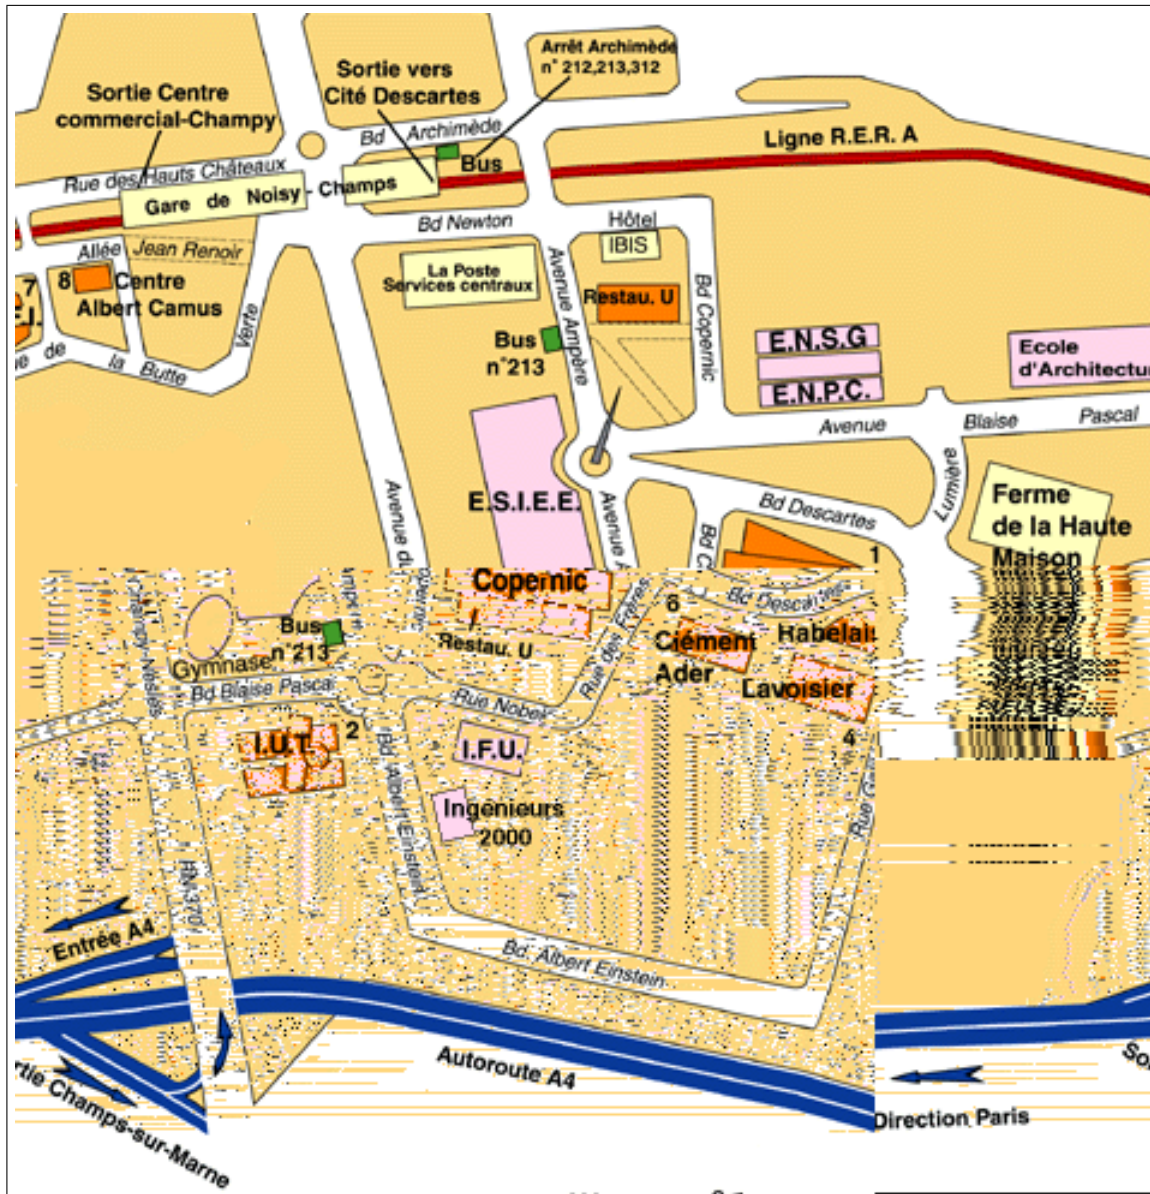 Arrêt Archimède
n° 212,213,312
Sortie vers
Cité Descartes
Sortie Centre
commercial-Champy
Bd Archimède
Bus
Ligne R.E.R. A
Rue des Hauts Châteaux
Gare de Noisy-Champs
Bd Newton
Hôtel
IBIS
Allée Jean Renoir
La Poste
Services centraux
Avenue Ampère
Bd Copernic
7
8
Centre
Albert Camus
Restau. U
Verte
Bus
n°213
E.N.S.G
E.N.P.C.
Ecole
d'Architectur
de la Butte
Avenue Blaise Pascal
Lumière
Avenue du
E.S.I.E.E.
Avenue
Bd Descartes
Ferme
de la Haute
Maison
1
Copernic
Bd Descartes
6
Restau. U
Rue des Frères
Clément
Ader
Rabelais
Lavoisier
4
Bus
n°213
Gymnase
Bd Blaise Pascal
Rue Nobel
2
I.U.T.
I.F.U.
Bd Albert Einstein
Ingénieurs
2000
RN370
Entrée A4
Bd. Albert Einstein
Autoroute A4
Champs-sur-Marne
Direction Paris